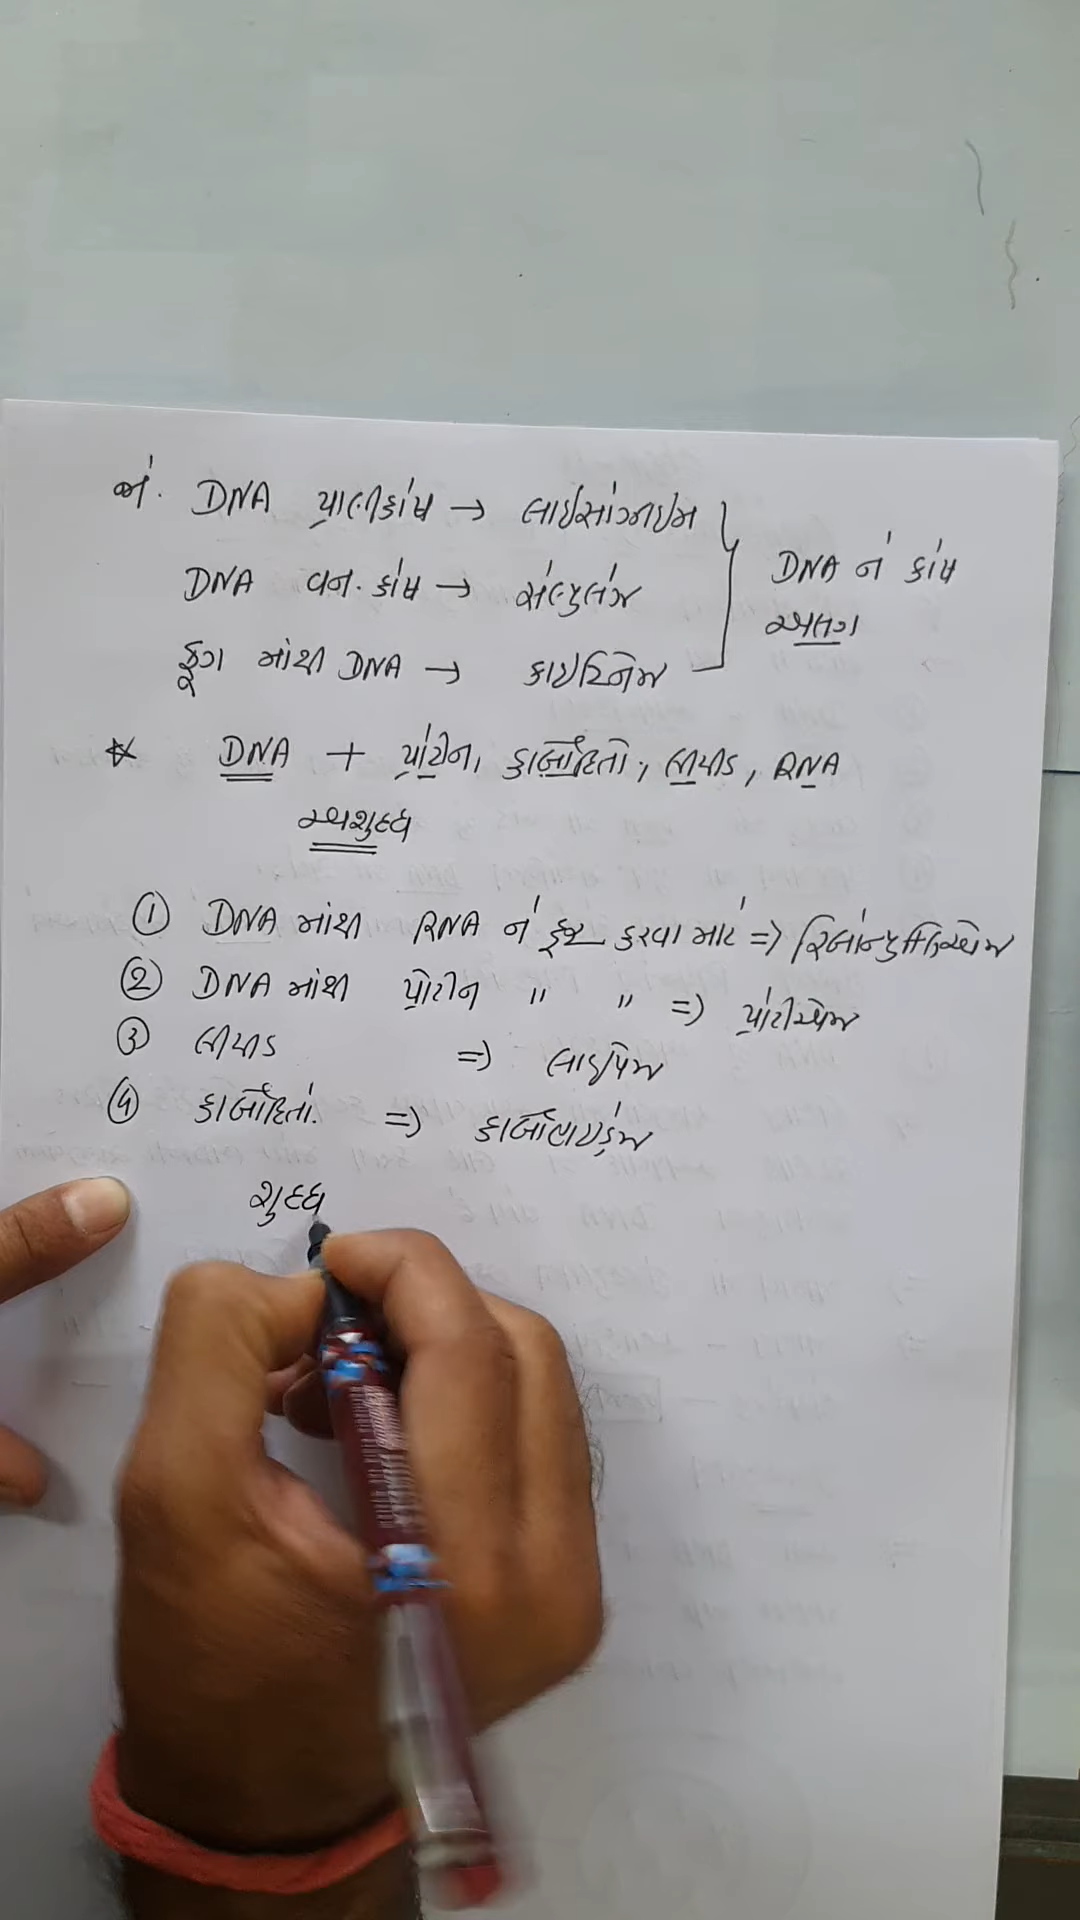 જો. DNA પ્રાણીકોષ → લાઇસોઝાઇમ
DNA વન. કોષ → સેલ્યુલેઝ
ફૂગ માંથી DNA → કાઇટિનેઝ
DNA ને કોષ
અલગ
* DNA + પ્રોટીન, કાર્બોદિતો, લીપીડ, RNA
અશુદ્ધ
① DNA માંથી RNA ને દૂર કરવા માટે ⇒ રિબોન્યુક્લિએઝ
② DNA માંથી પ્રોટીન " " ⇒ પ્રોટીએઝ
③ લીપીડ ⇒ લાઇપેઝ
④ કાર્બોદિતો. ⇒ કાર્બોહાઇડ્રેઝ
શુદ્ધ